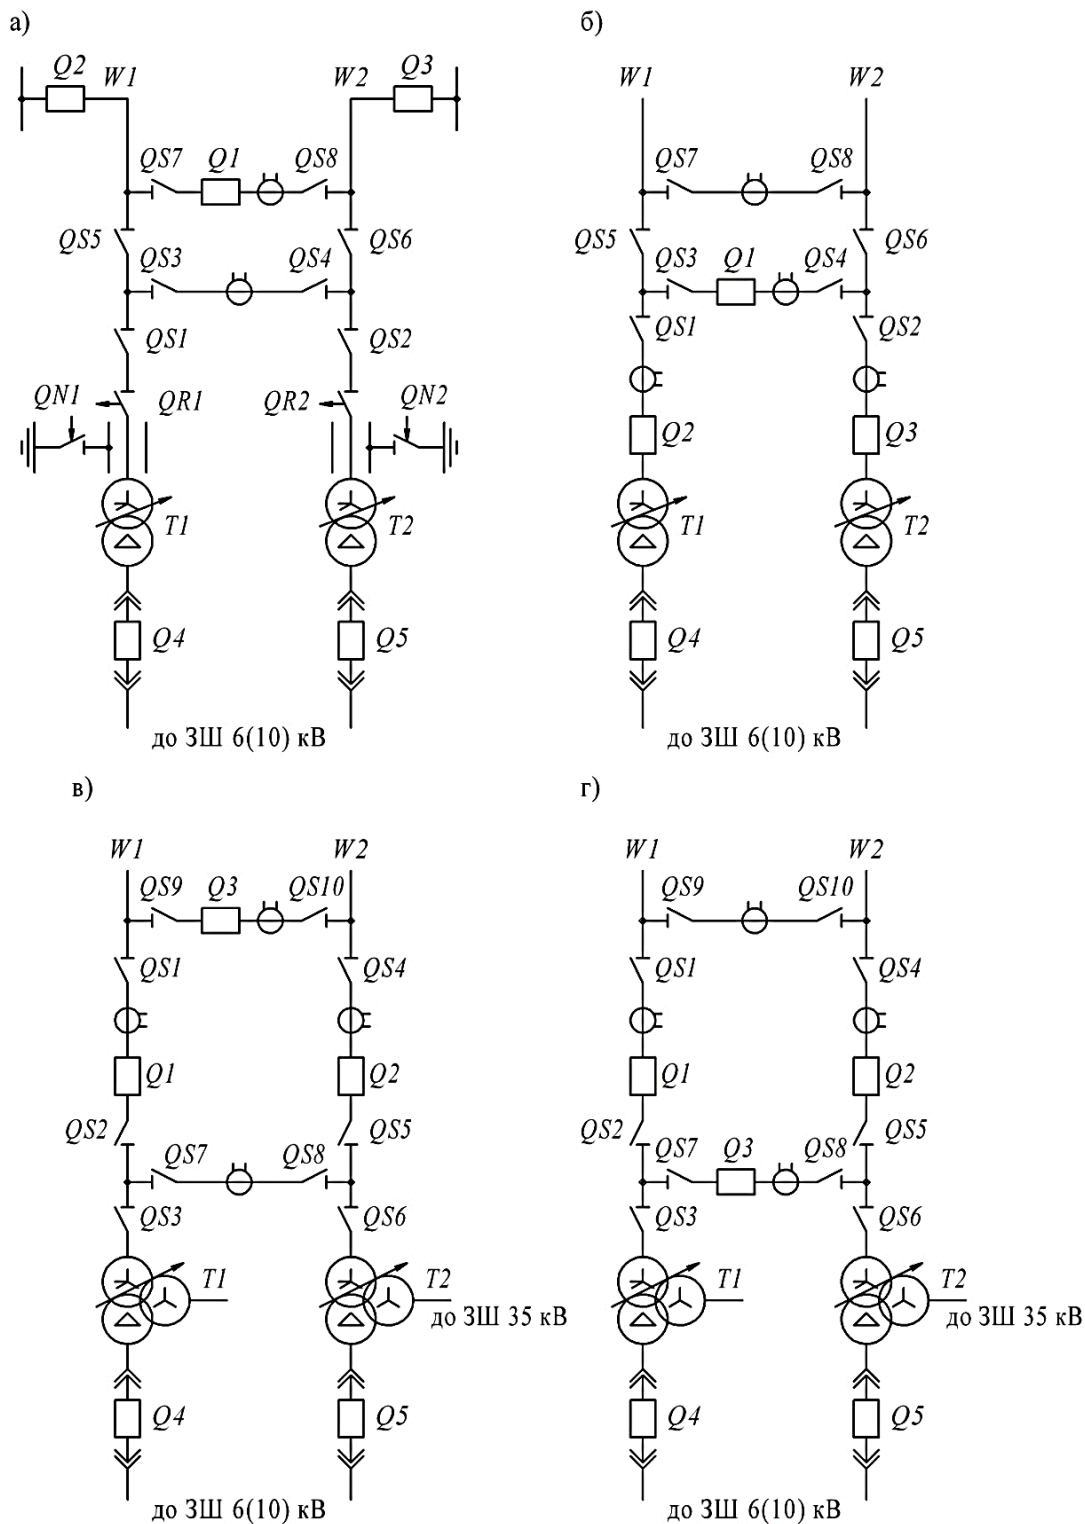 а)
б)
Q2 W1 W2 Q3
W1 W2
QS7 Q1 QS8
QS7 QS8
QS5 QS6
QS5 QS6
QS3 QS4
QS3 Q1 QS4
QS1 QS2
QS1 QS2
QN1 QR1 QR2 QN2
Q2 Q3
T1 T2
T1 T2
Q4 Q5
Q4 Q5
до ЗШ 6(10) кВ
до ЗШ 6(10) кВ
в)
г)
W1 W2
W1 W2
QS9 Q3 QS10
QS9 QS10
QS1 QS4
QS1 QS4
Q1 Q2
Q1 Q2
QS2 QS5
QS2 QS5
QS7 QS8
QS7 Q3 QS8
QS3 QS6
QS3 QS6
T1 T2
T1 T2
до ЗШ 35 кВ
до ЗШ 35 кВ
Q4 Q5
Q4 Q5
до ЗШ 6(10) кВ
до ЗШ 6(10) кВ